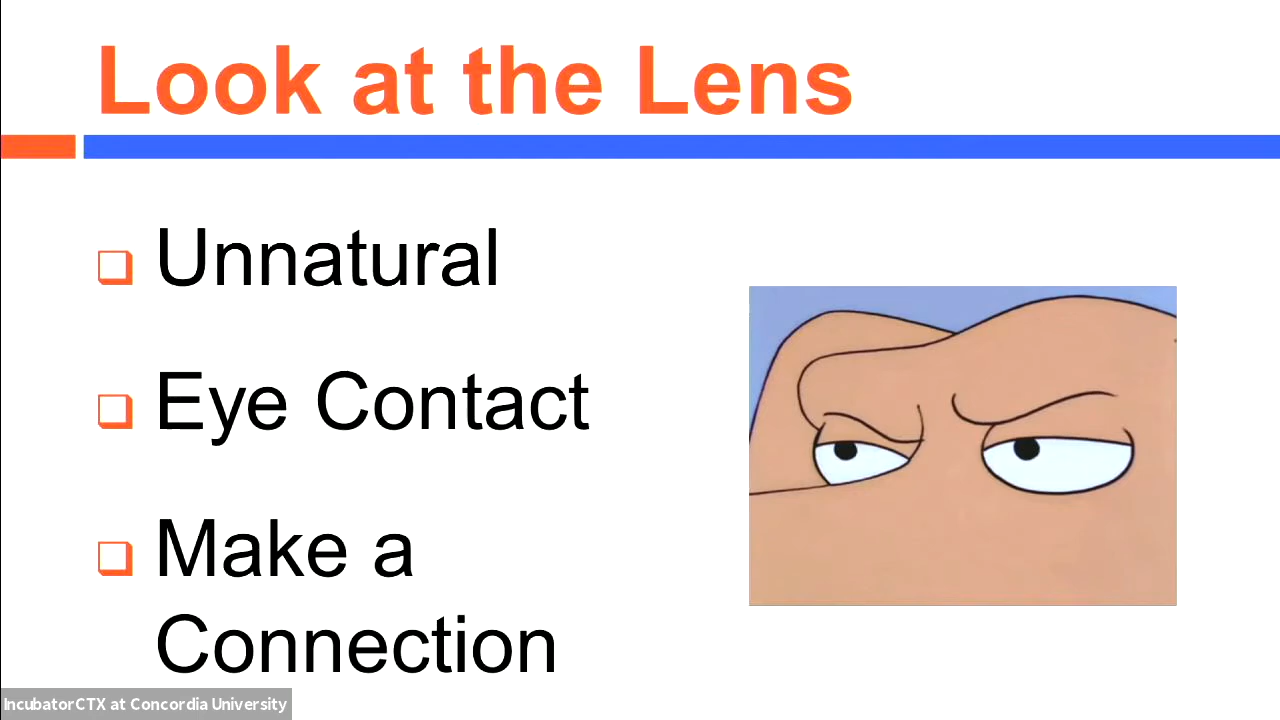 Look at the Lens
Unnatural
Eye Contact
Make a
Connection
IncubatorCTX at Concordia University